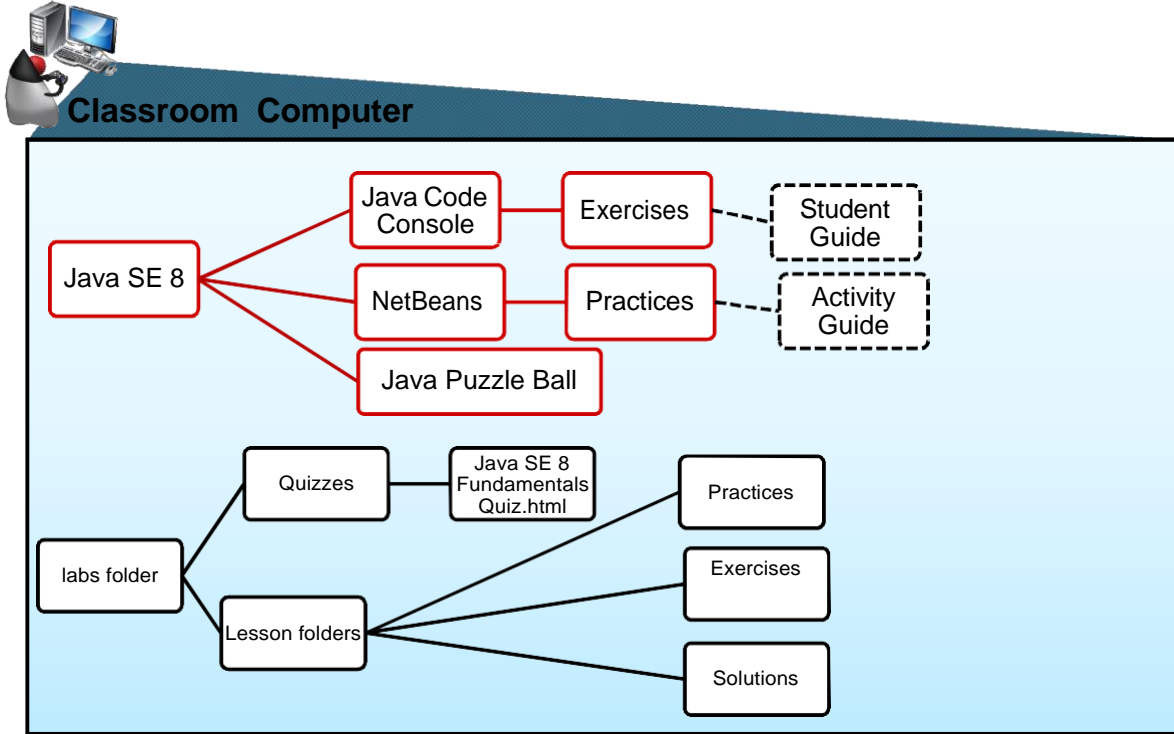 Classroom Computer
Java SE 8
Java Code
Console
Exercises
Student
Guide
NetBeans
Practices
Activity
Guide
Java Puzzle Ball
labs folder
Quizzes
Java SE 8
Fundamentals
Quiz.html
Lesson folders
Practices
Exercises
Solutions